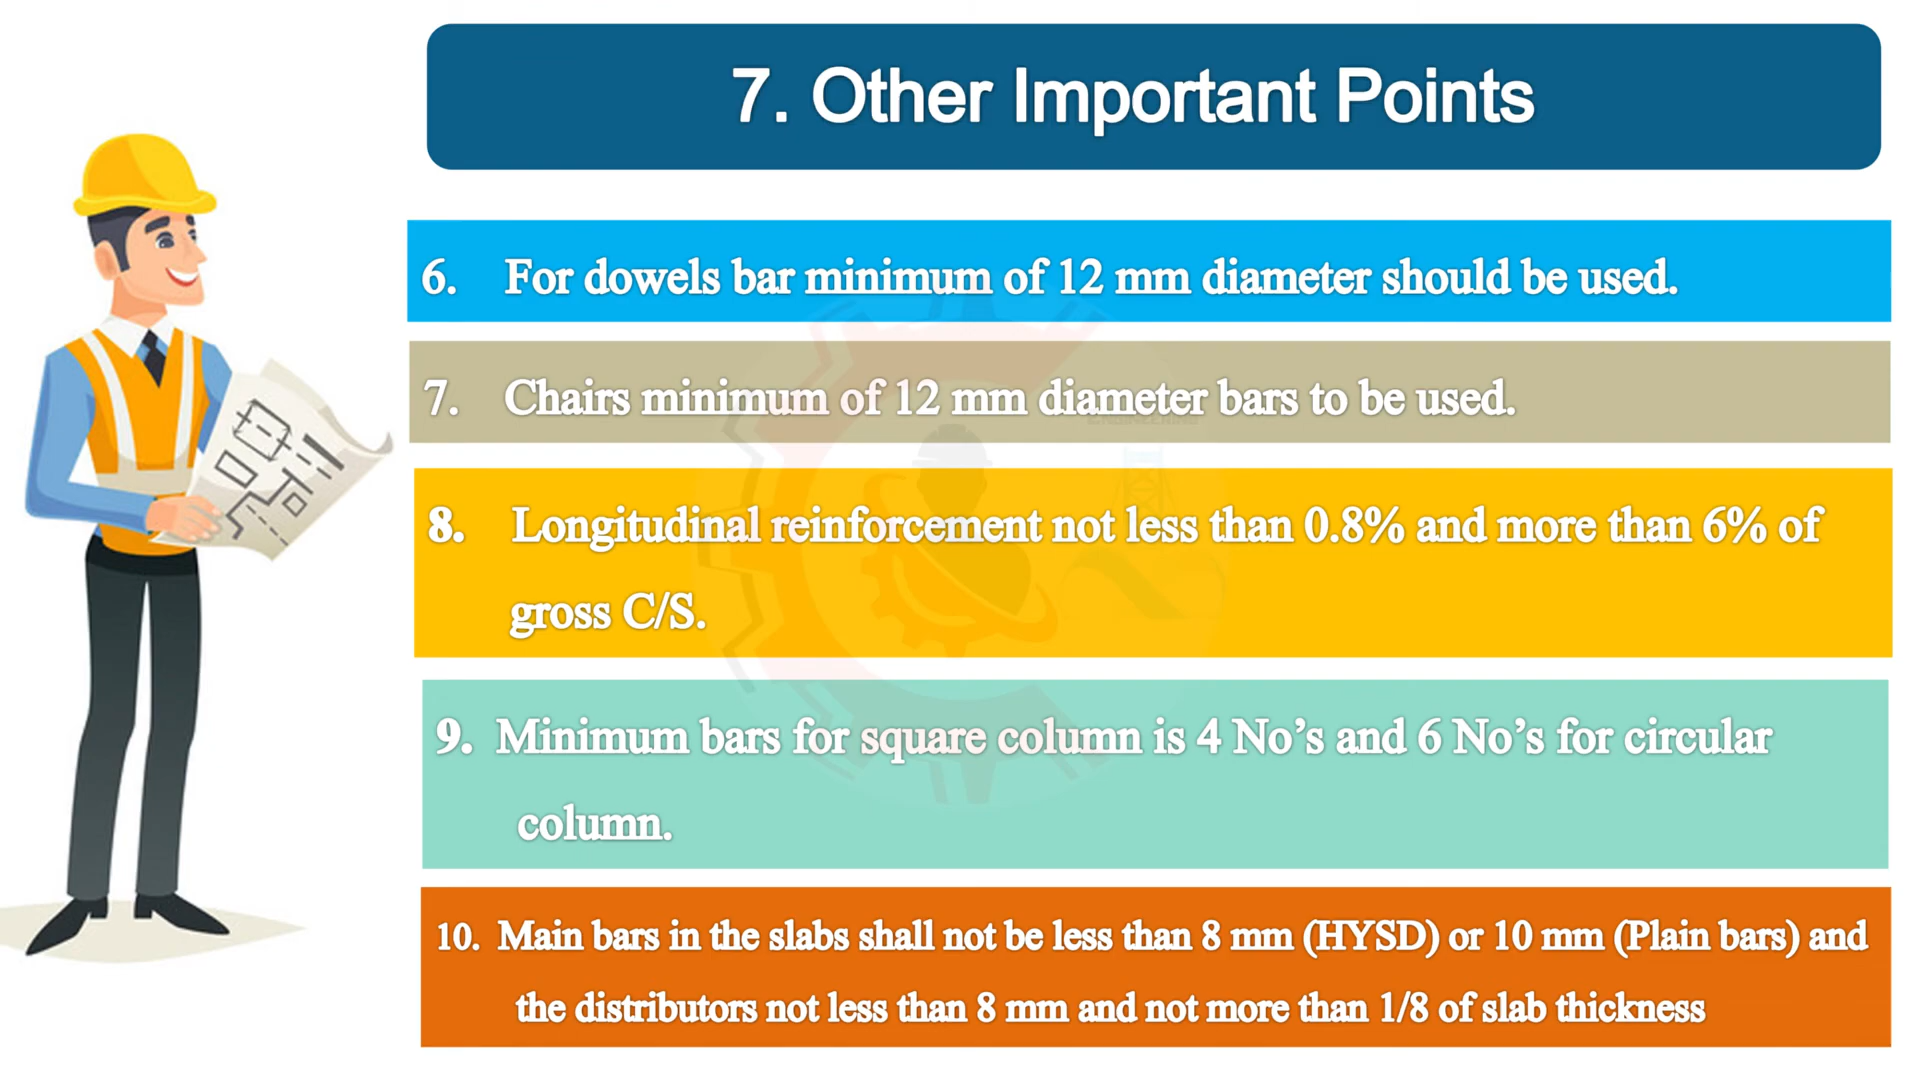 7. Other Important Points
6. For dowels bar minimum of 12 mm diameter should be used.
7. Chairs minimum of 12 mm diameter bars to be used.
ENGINEERING
8. Longitudinal reinforcement not less than 0.8% and more than 6% of
gross C/S.
9. Minimum bars for square column is 4 No’s and 6 No’s for circular
column.
10. Main bars in the slabs shall not be less than 8 mm (HYSD) or 10 mm (Plain bars) and
the distributors not less than 8 mm and not more than 1/8 of slab thickness